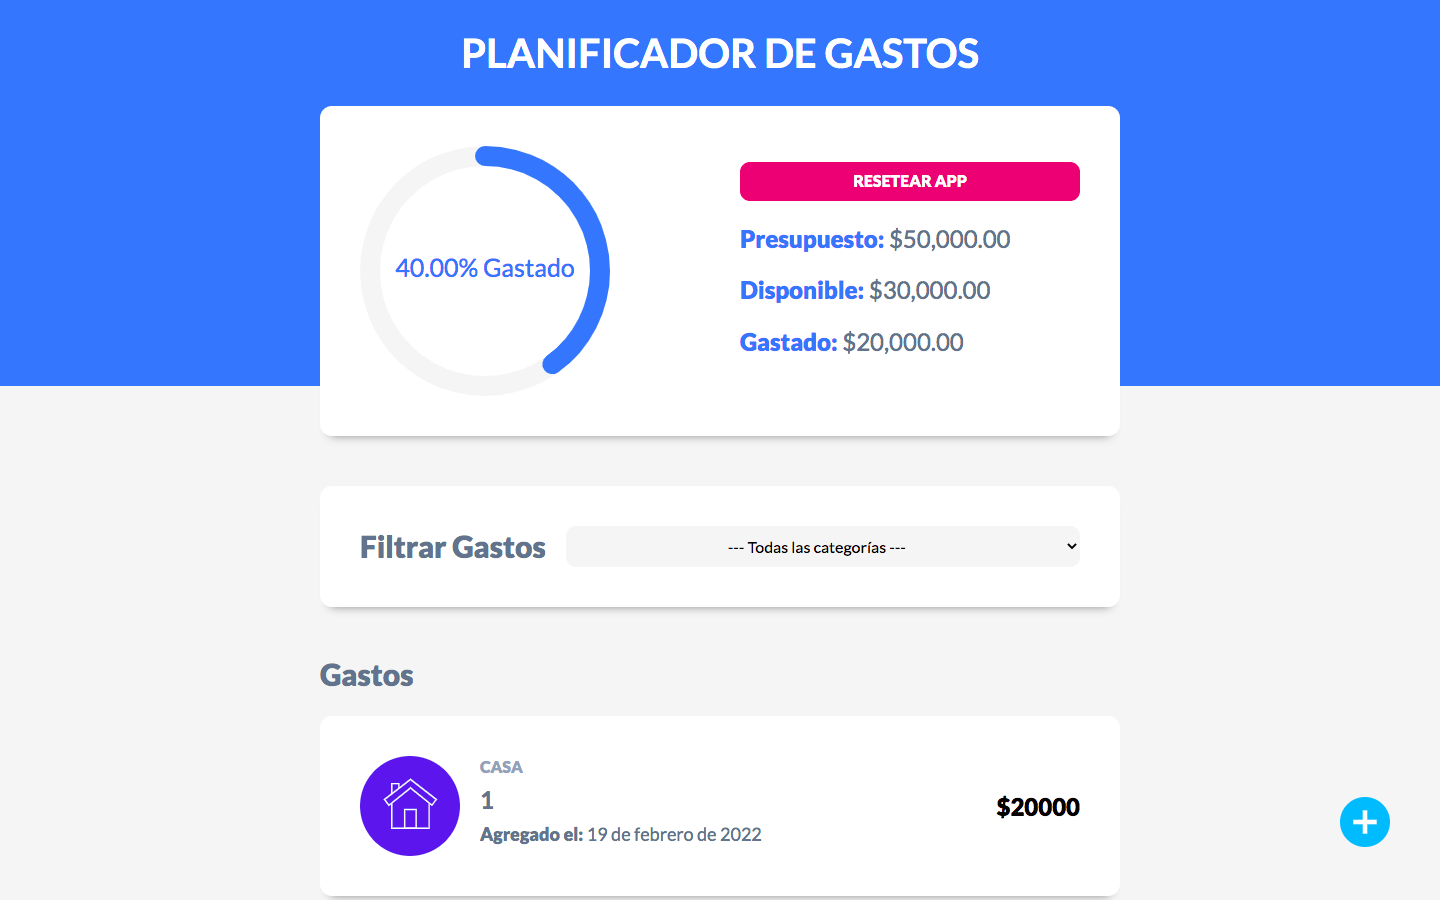 PLANIFICADOR DE GASTOS
40.00% Gastado
RESETEAR APP
Presupuesto: $50,000.00
Disponible: $30,000.00
Gastado: $20,000.00
Filtrar Gastos
--- Todas las categorías ---
Gastos
CASA
1
Agregado el: 19 de febrero de 2022
$20000